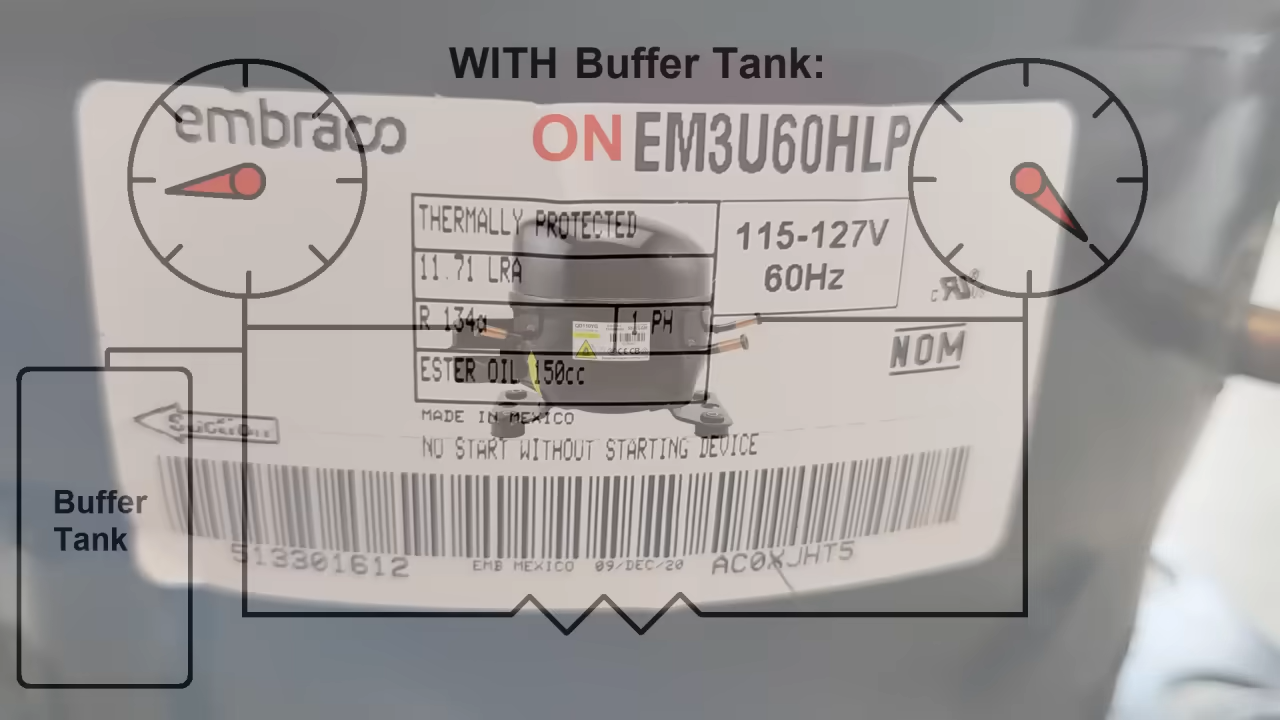 WITH Buffer Tank:
embraco
ON
EM3U60HLP
THERMALLY PROTECTED
11.71 LRA
R 134a
1 PH
ESTER OIL 150cc
115-127V
60Hz
NOM
MADE IN MEXICO
NO START WITHOUT STARTING DEVICE
Suction
Buffer
Tank
513301612
EMB MEXICO 09/DEC/20
AC0XJHT5